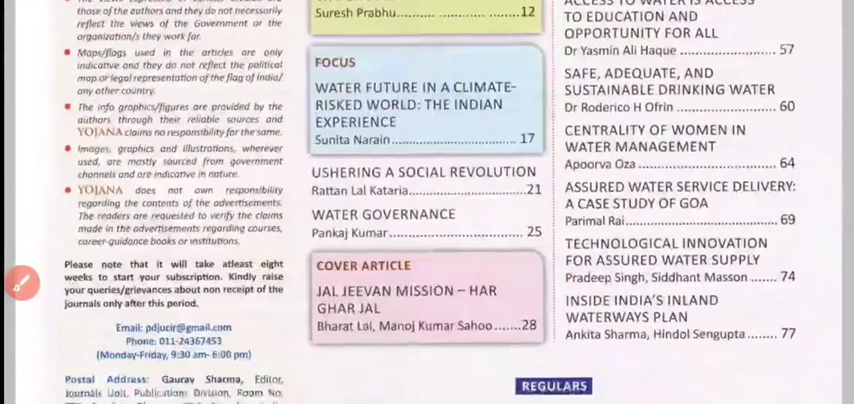 those of the authors and they do not necessarily
reflect the views of the Government or the
organization/s they work for.
• Maps/flags used in the articles are only
indicative and they do not reflect the political
map or legal representation of the flag of India/
any other country.
• The info graphics/figures are provided by the
authors through their reliable sources and
YOJANA claims no responsibility for the same.
• Images, graphics and illustrations, wherever
used, are mostly sourced from government
channels and are indicative in nature.
• YOJANA does not own responsibility
regarding the contents of the advertisements.
The readers are requested to verify the claims
made in the advertisements regarding courses,
career-guidance books or institutions.
Please note that it will take atleast eight
weeks to start your subscription. Kindly raise
your queries/grievances about non receipt of the
journals only after this period.
Email: pdjucir@gmail.com
Phone: 011-24367453
(Monday-Friday, 9:30 am- 6:00 pm)
Postal Address: Gaurav Sharma, Editor,
Journals Unit, Publications Division, Room No.
Suresh Prabhu.......................12
FOCUS
WATER FUTURE IN A CLIMATE-
RISKED WORLD: THE INDIAN
EXPERIENCE
Sunita Narain............................ 17
USHERING A SOCIAL REVOLUTION
Rattan Lal Kataria............................21
WATER GOVERNANCE
Pankaj Kumar............................ 25
COVER ARTICLE
JAL JEEVAN MISSION – HAR
GHAR JAL
Bharat Lal, Manoj Kumar Sahoo.......28
ACCESS TO WATER IS ACCESS
TO EDUCATION AND
OPPORTUNITY FOR ALL
Dr Yasmin Ali Haque ..................... 57
SAFE, ADEQUATE, AND
SUSTAINABLE DRINKING WATER
Dr Roderico H Ofrin ...................... 60
CENTRALITY OF WOMEN IN
WATER MANAGEMENT
Apoorva Oza .............................. 64
ASSURED WATER SERVICE DELIVERY:
A CASE STUDY OF GOA
Parimal Rai.................................. 69
TECHNOLOGICAL INNOVATION
FOR ASSURED WATER SUPPLY
Pradeep Singh, Siddhant Masson ....... 74
INSIDE INDIA’S INLAND
WATERWAYS PLAN
Ankita Sharma, Hindol Sengupta ........ 77
REGULARS